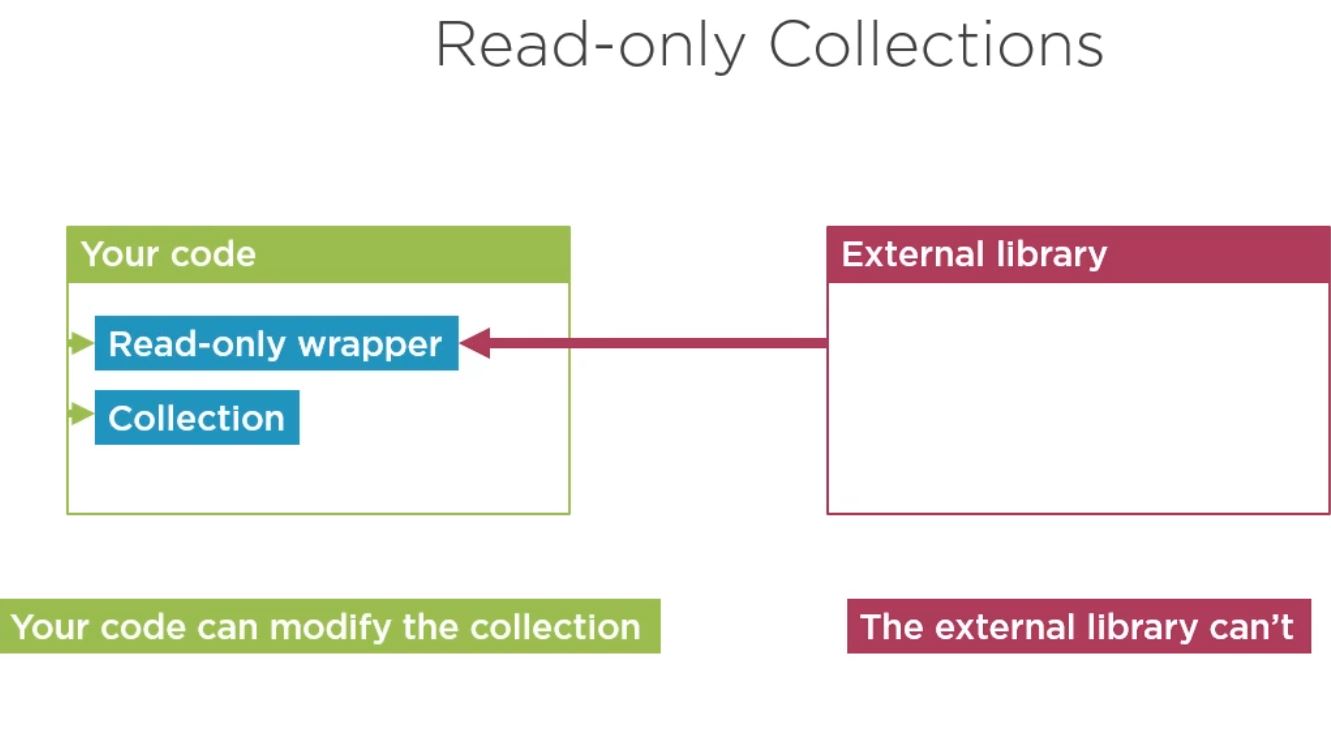 Read-only Collections
Your code
External library
Read-only wrapper
Collection
Your code can modify the collection
The external library can't